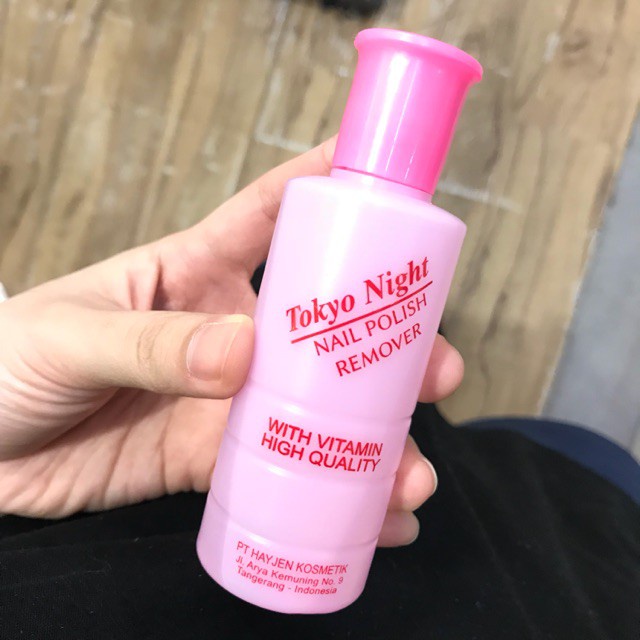 Tokyo Night
NAIL POLISH
REMOVER
WITH VITAMIN
HIGH QUALITY
PT HAYJEN KOSMETIK
Jl. Arya Kemuning No. 9
Tangerang - Indonesia